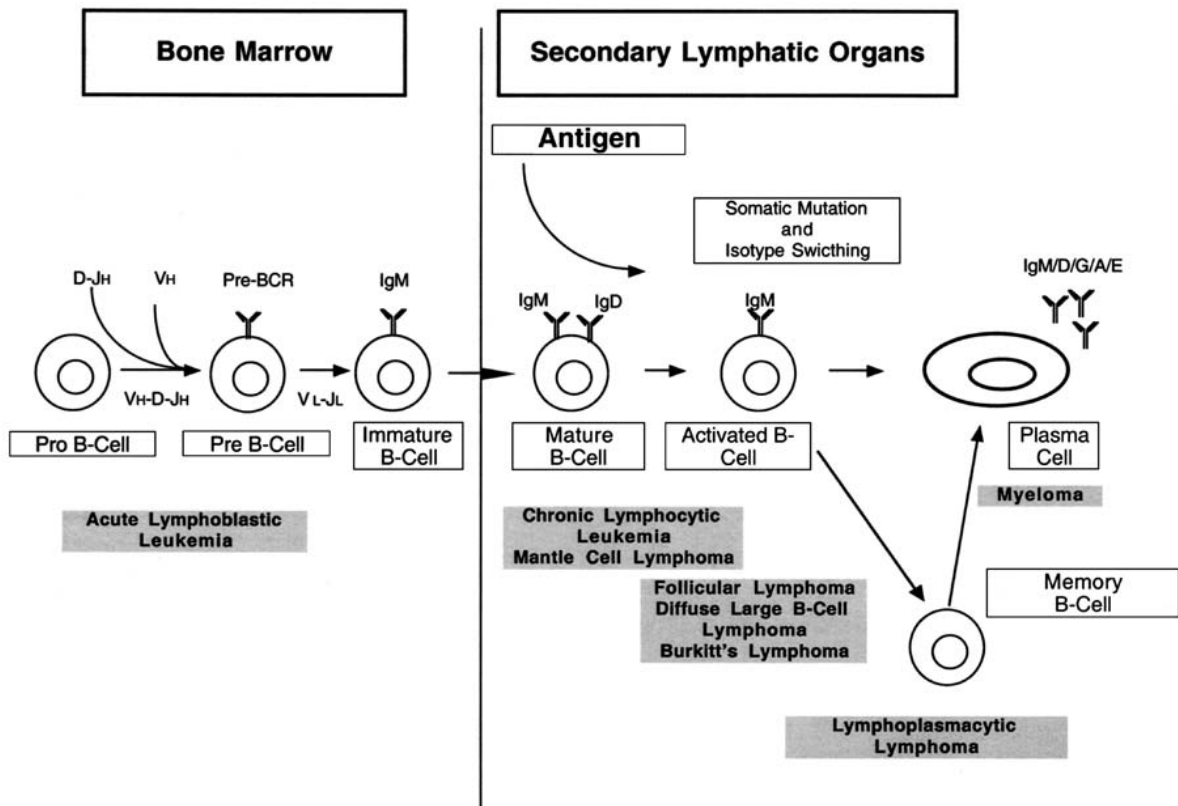 Bone Marrow
Secondary Lymphatic Organs
Antigen
Somatic Mutation
and
Isotype Swicthing
D-JH
VH
Pre-BCR
IgM
IgM
IgD
IgM
IgM/D/G/A/E
VH-D-JH
VL-JL
Pro B-Cell
Pre B-Cell
Immature
B-Cell
Mature
B-Cell
Activated B-
Cell
Plasma
Cell
Myeloma
Acute Lymphoblastic
Leukemia
Chronic Lymphocytic
Leukemia
Mantle Cell Lymphoma
Follicular Lymphoma
Diffuse Large B-Cell
Lymphoma
Burkitt's Lymphoma
Memory
B-Cell
Lymphoplasmacytic
Lymphoma